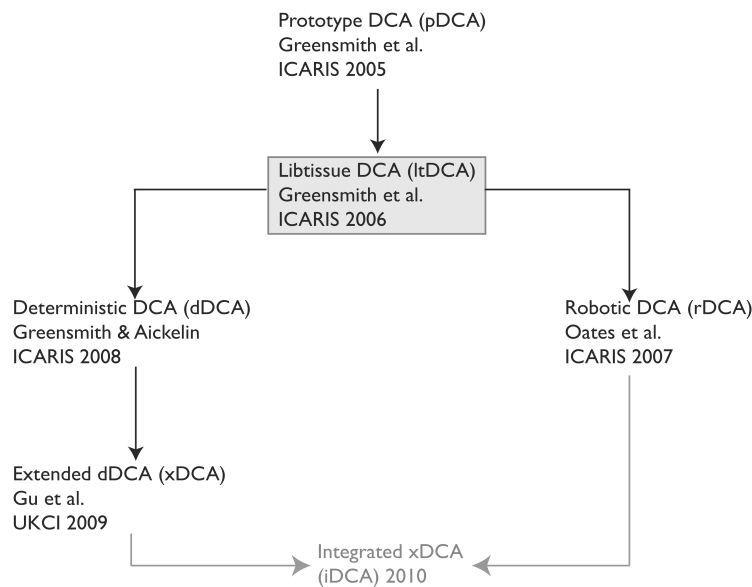 Prototype DCA (pDCA)
Greensmith et al.
ICARIS 2005
Libtissue DCA (ltDCA)
Greensmith et al.
ICARIS 2006
Deterministic DCA (dDCA)
Greensmith & Aickelin
ICARIS 2008
Robotic DCA (rDCA)
Oates et al.
ICARIS 2007
Extended dDCA (xDCA)
Gu et al.
UKCI 2009
Integrated xDCA
(iDCA) 2010